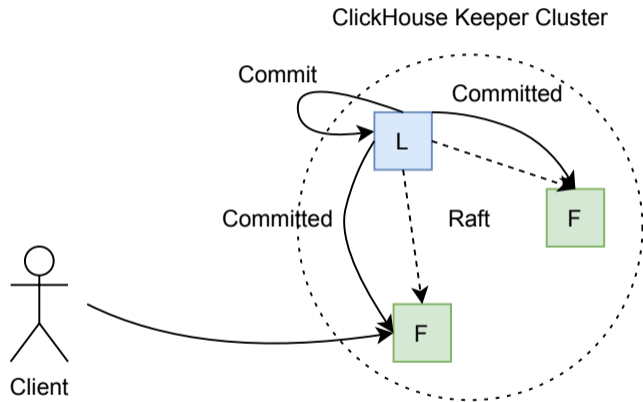 ClickHouse Keeper Cluster
Commit
Committed
L
Committed
Raft
F
F
Client